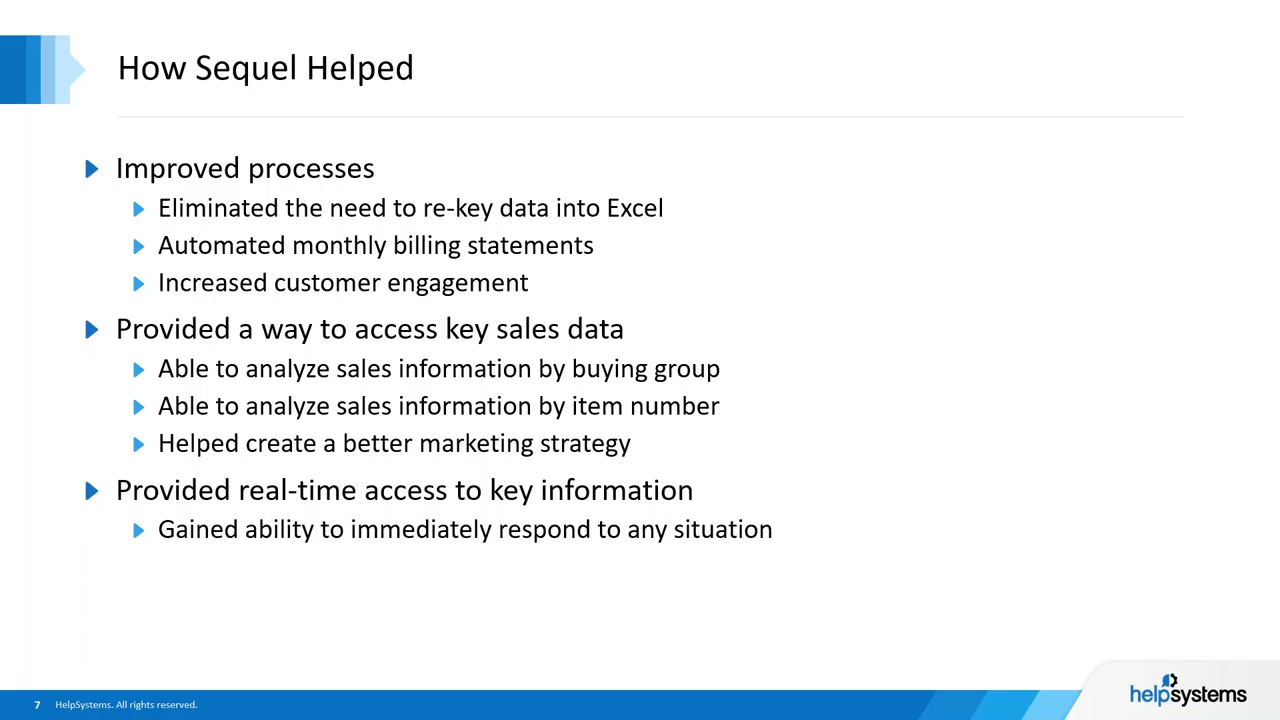 How Sequel Helped
Improved processes
Eliminated the need to re-key data into Excel
Automated monthly billing statements
Increased customer engagement
Provided a way to access key sales data
Able to analyze sales information by buying group
Able to analyze sales information by item number
Helped create a better marketing strategy
Provided real-time access to key information
Gained ability to immediately respond to any situation
7 HelpSystems. All rights reserved.
helpsystems